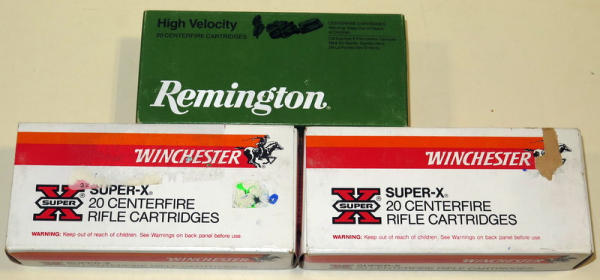 High Velocity
20 CENTERFIRE CARTRIDGES
CENTERFIRE CARTRIDGES
Remington®
WINCHESTER
SUPER-X®
X SUPER
20 CENTERFIRE
RIFLE CARTRIDGES
WARNING: Keep out of reach of children. See Warnings on back panel before use.
WINCHESTER
SUPER-X®
X SUPER
20 CENTERFIRE
RIFLE CARTRIDGES
WARNING: Keep out of reach of children. See Warnings on back panel before use.